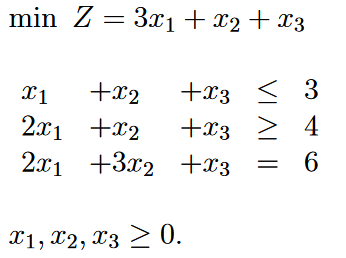 min Z = 3x₁ + x₂ + x₃
x₁ +x₂ +x₃ ≤ 3
2x₁ +x₂ +x₃ ≥ 4
2x₁ +3x₂ +x₃ = 6
x₁, x₂, x₃ ≥ 0.